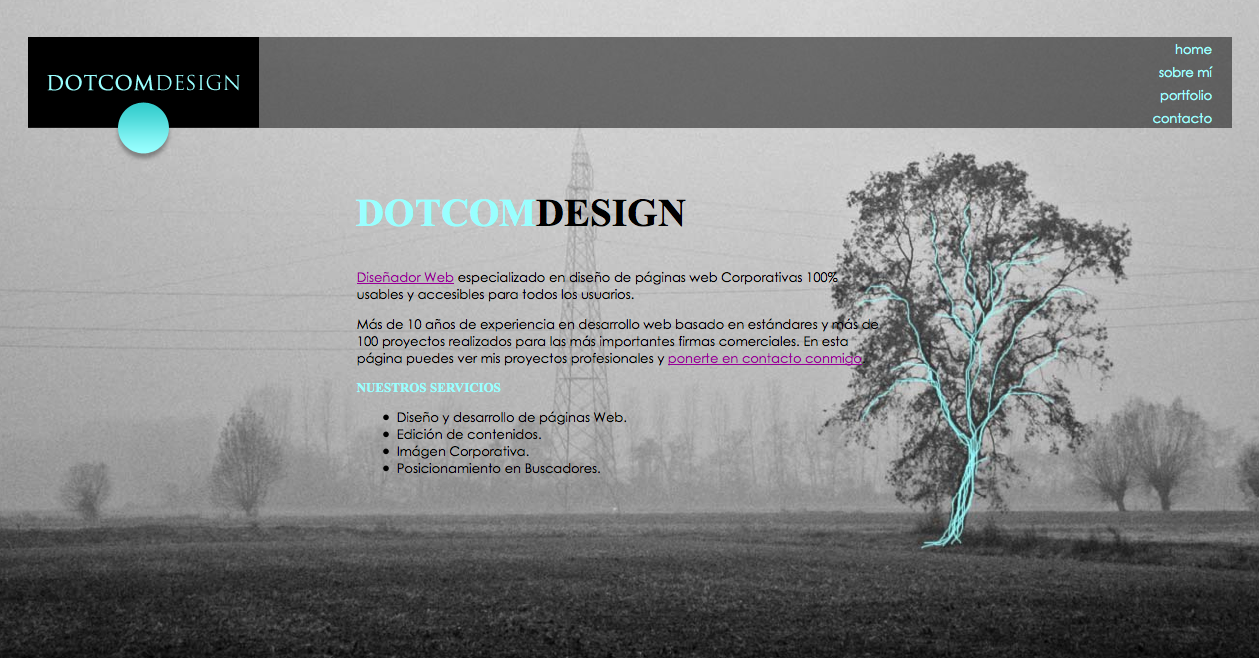 DOTCOMDESIGN
home
sobre mí
portfolio
contacto
DOTCOMDESIGN
Diseñador Web especializado en diseño de páginas web Corporativas 100%
usables y accesibles para todos los usuarios.
Más de 10 años de experiencia en desarrollo web basado en estándares y más de
100 proyectos realizados para las más importantes firmas comerciales. En esta
página puedes ver mis proyectos profesionales y ponerte en contacto conmigo.
NUESTROS SERVICIOS
Diseño y desarrollo de páginas Web.
Edición de contenidos.
Imágen Corporativa.
Posicionamiento en Buscadores.